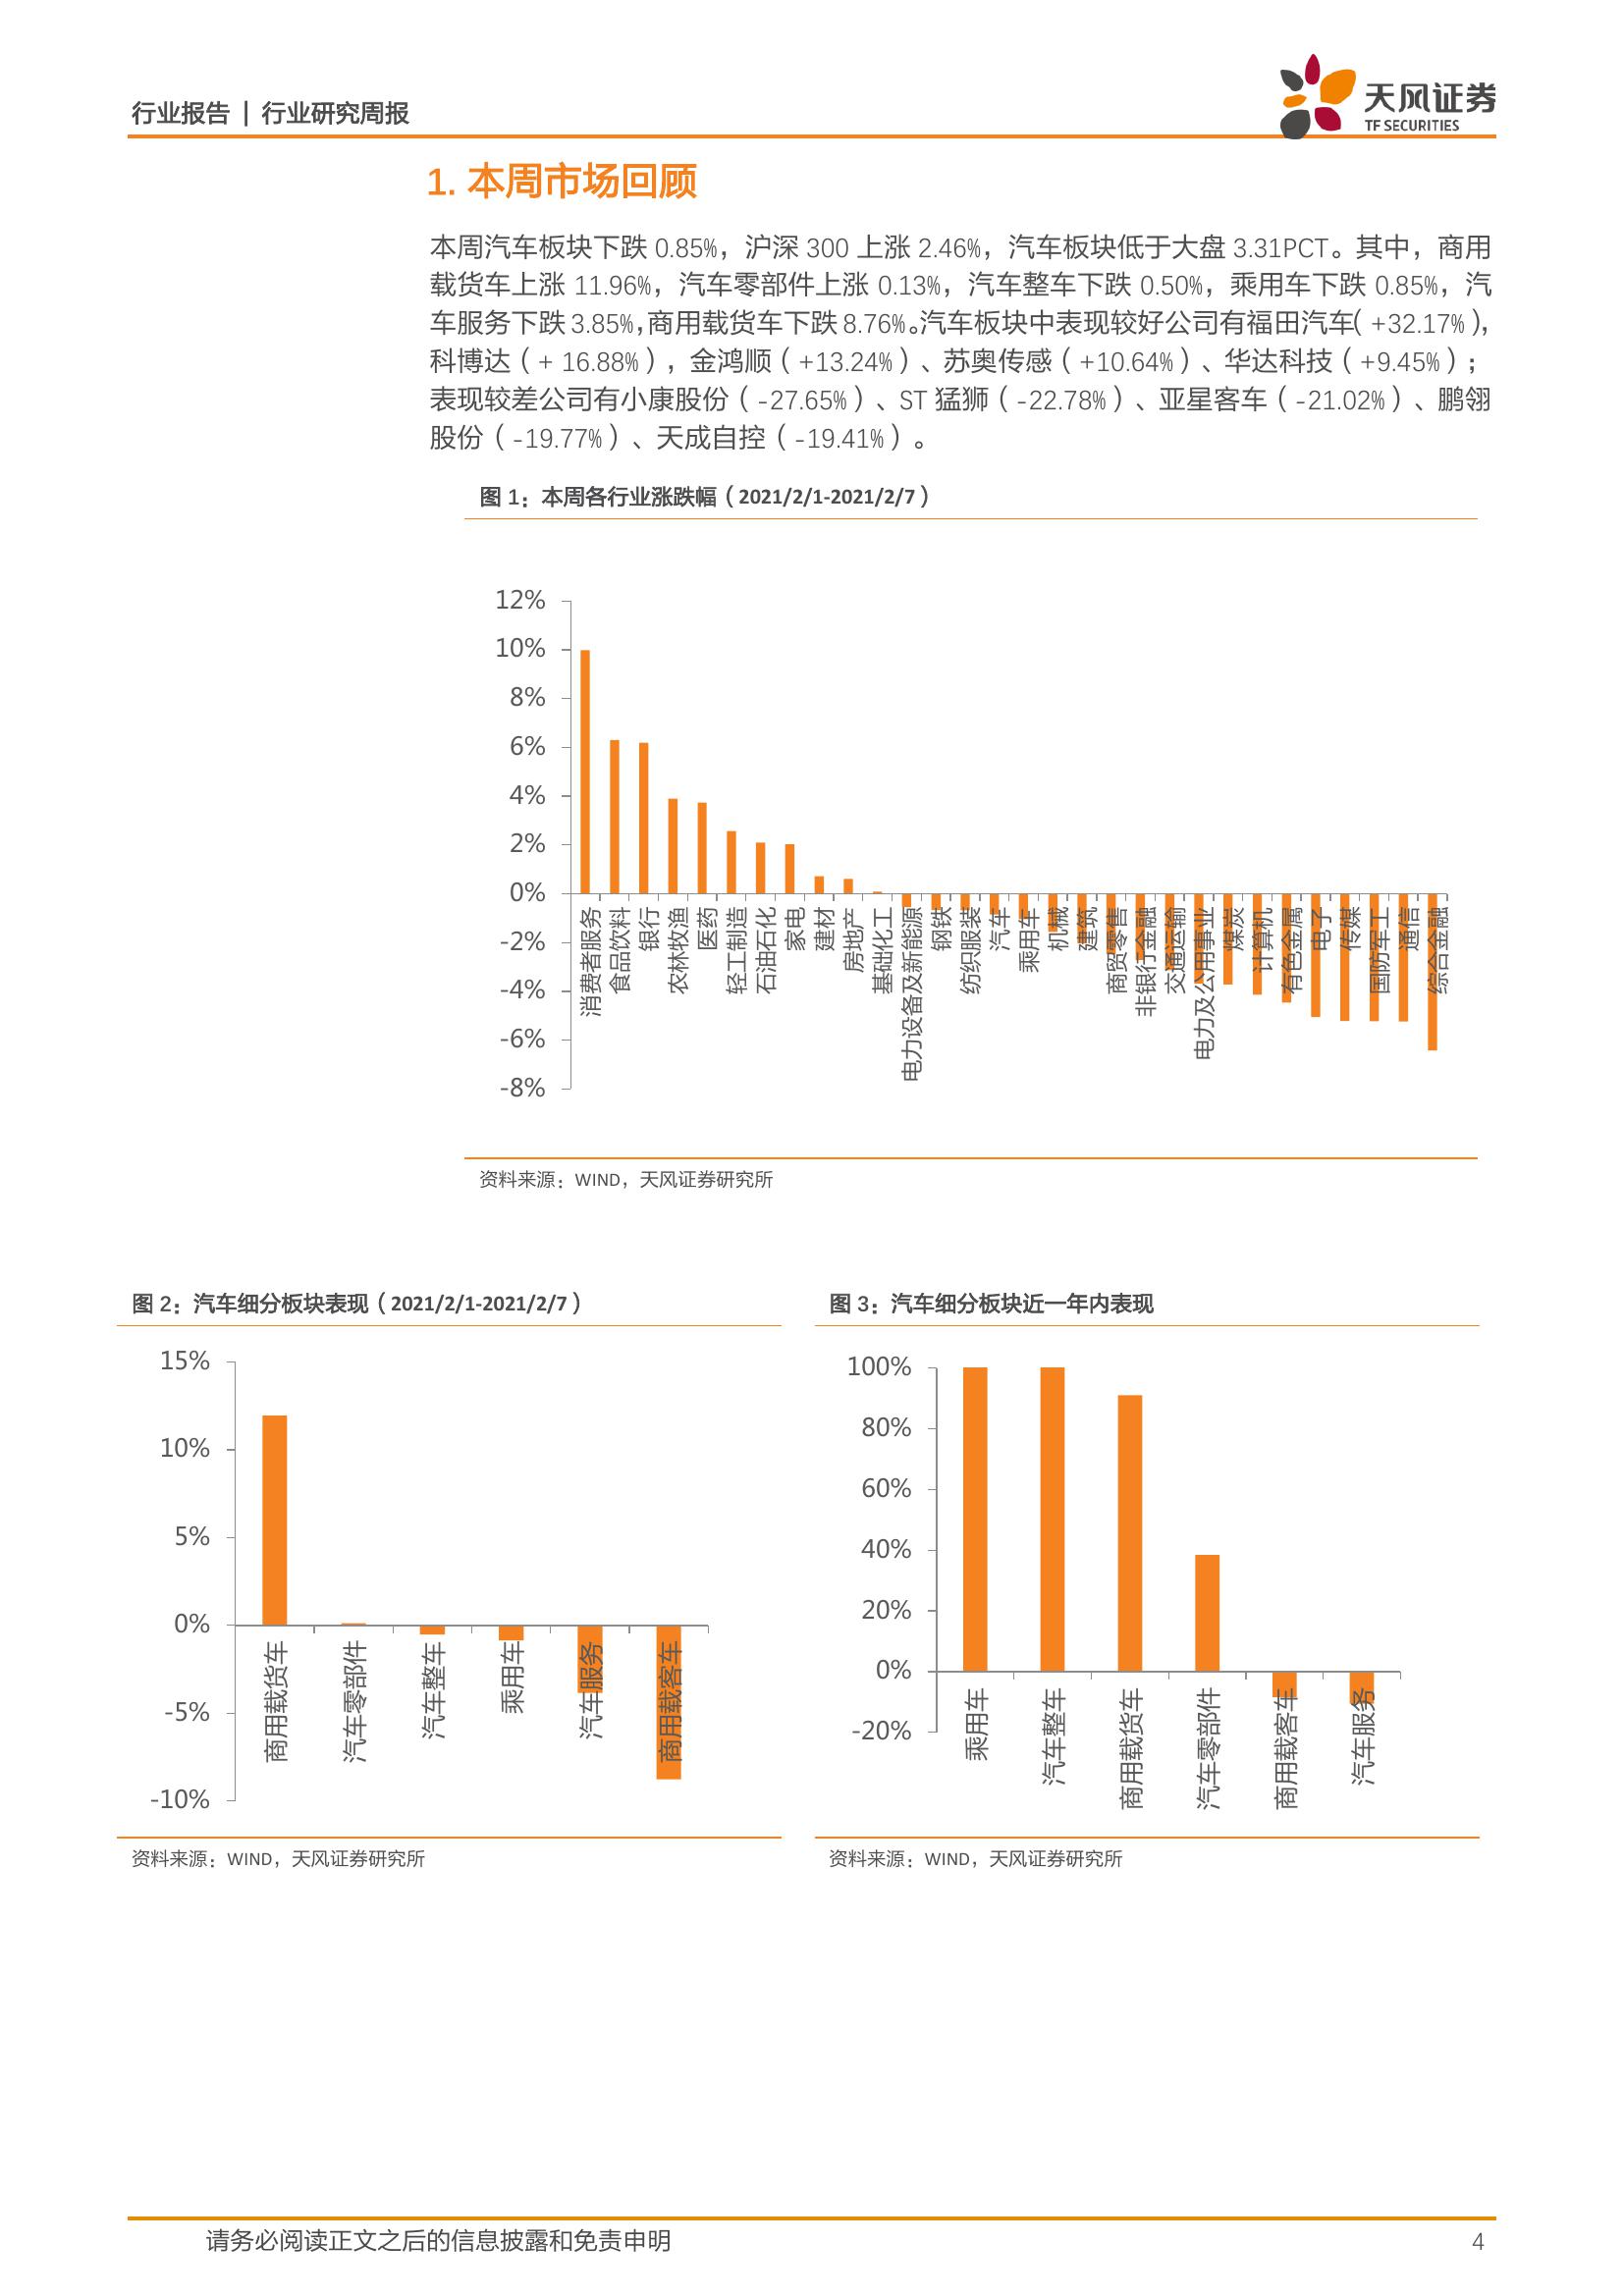 行业报告 | 行业研究周报
天风证券
TF SECURITIES
1. 本周市场回顾
本周汽车板块下跌 0.85%，沪深 300 上涨 2.46%，汽车板块低于大盘 3.31PCT。其中，商用
载货车上涨 11.96%，汽车零部件上涨 0.13%，汽车整车下跌 0.50%，乘用车下跌 0.85%，汽
车服务下跌 3.85%，商用载货车下跌 8.76%。汽车板块中表现较好公司有福田汽车（+32.17%），
科博达（+ 16.88%），金鸿顺（+13.24%）、苏奥传感（+10.64%）、华达科技（+9.45%）；
表现较差公司有小康股份（-27.65%）、ST 猛狮（-22.78%）、亚星客车（-21.02%）、鹏翎
股份（-19.77%）、天成自控（-19.41%）。
图 1：本周各行业涨跌幅（2021/2/1-2021/2/7）
12%
10%
8%
6%
4%
2%
0%
-2%
-4%
-6%
-8%
消费者服务
食品饮料
银行
农林牧渔
医药
轻工制造
石油石化
家电
建材
房地产
基础化工
电力设备及新能源
钢铁
纺织服装
汽车
乘用车
机械
建筑
商贸零售
非银行金融
交通运输
电力及公用事业
煤炭
计算机
有色金属
电子
传媒
国防军工
通信
综合金融
资料来源：WIND，天风证券研究所
图 2：汽车细分板块表现（2021/2/1-2021/2/7）
15%
10%
5%
0%
-5%
-10%
商用载货车
汽车零部件
汽车整车
乘用车
汽车服务
商用载客车
资料来源：WIND，天风证券研究所
图 3：汽车细分板块近一年内表现
100%
80%
60%
40%
20%
0%
-20%
乘用车
汽车整车
商用载货车
汽车零部件
商用载客车
汽车服务
资料来源：WIND，天风证券研究所
请务必阅读正文之后的信息披露和免责申明
4